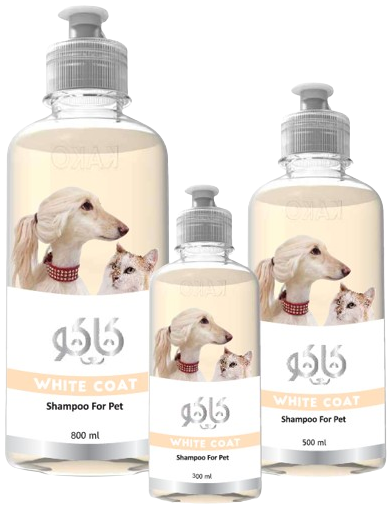 کاکو
WHITE COAT
Shampoo For Pet
800 ml
کاکو
WHITE COAT
Shampoo For Pet
300 ml
کاکو
WHITE COAT
Shampoo For Pet
500 ml